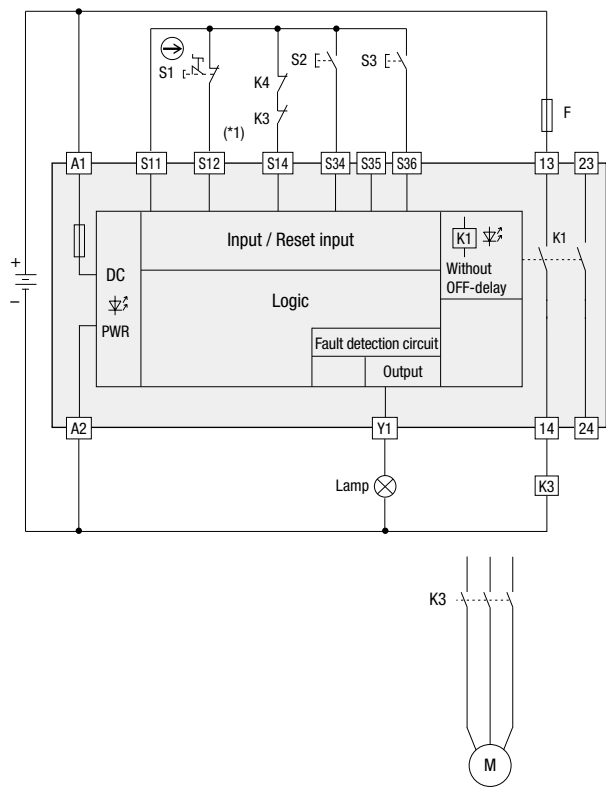 S1
K4
K3
S2
S3
(*1)
F
A1
S11
S12
S14
S34
S35
S36
13
23
+
−
DC
PWR
Input / Reset input
Logic
Fault detection circuit
Output
K1
Without
OFF-delay
K1
A2
Y1
14
24
Lamp
K3
K3
M